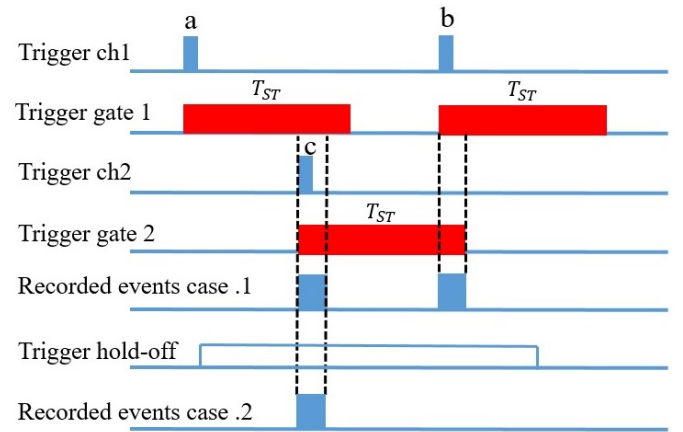 a b
Trigger ch1
T_ST T_ST
Trigger gate 1
c
Trigger ch2
T_ST
Trigger gate 2
Recorded events case .1
Trigger hold-off
Recorded events case .2